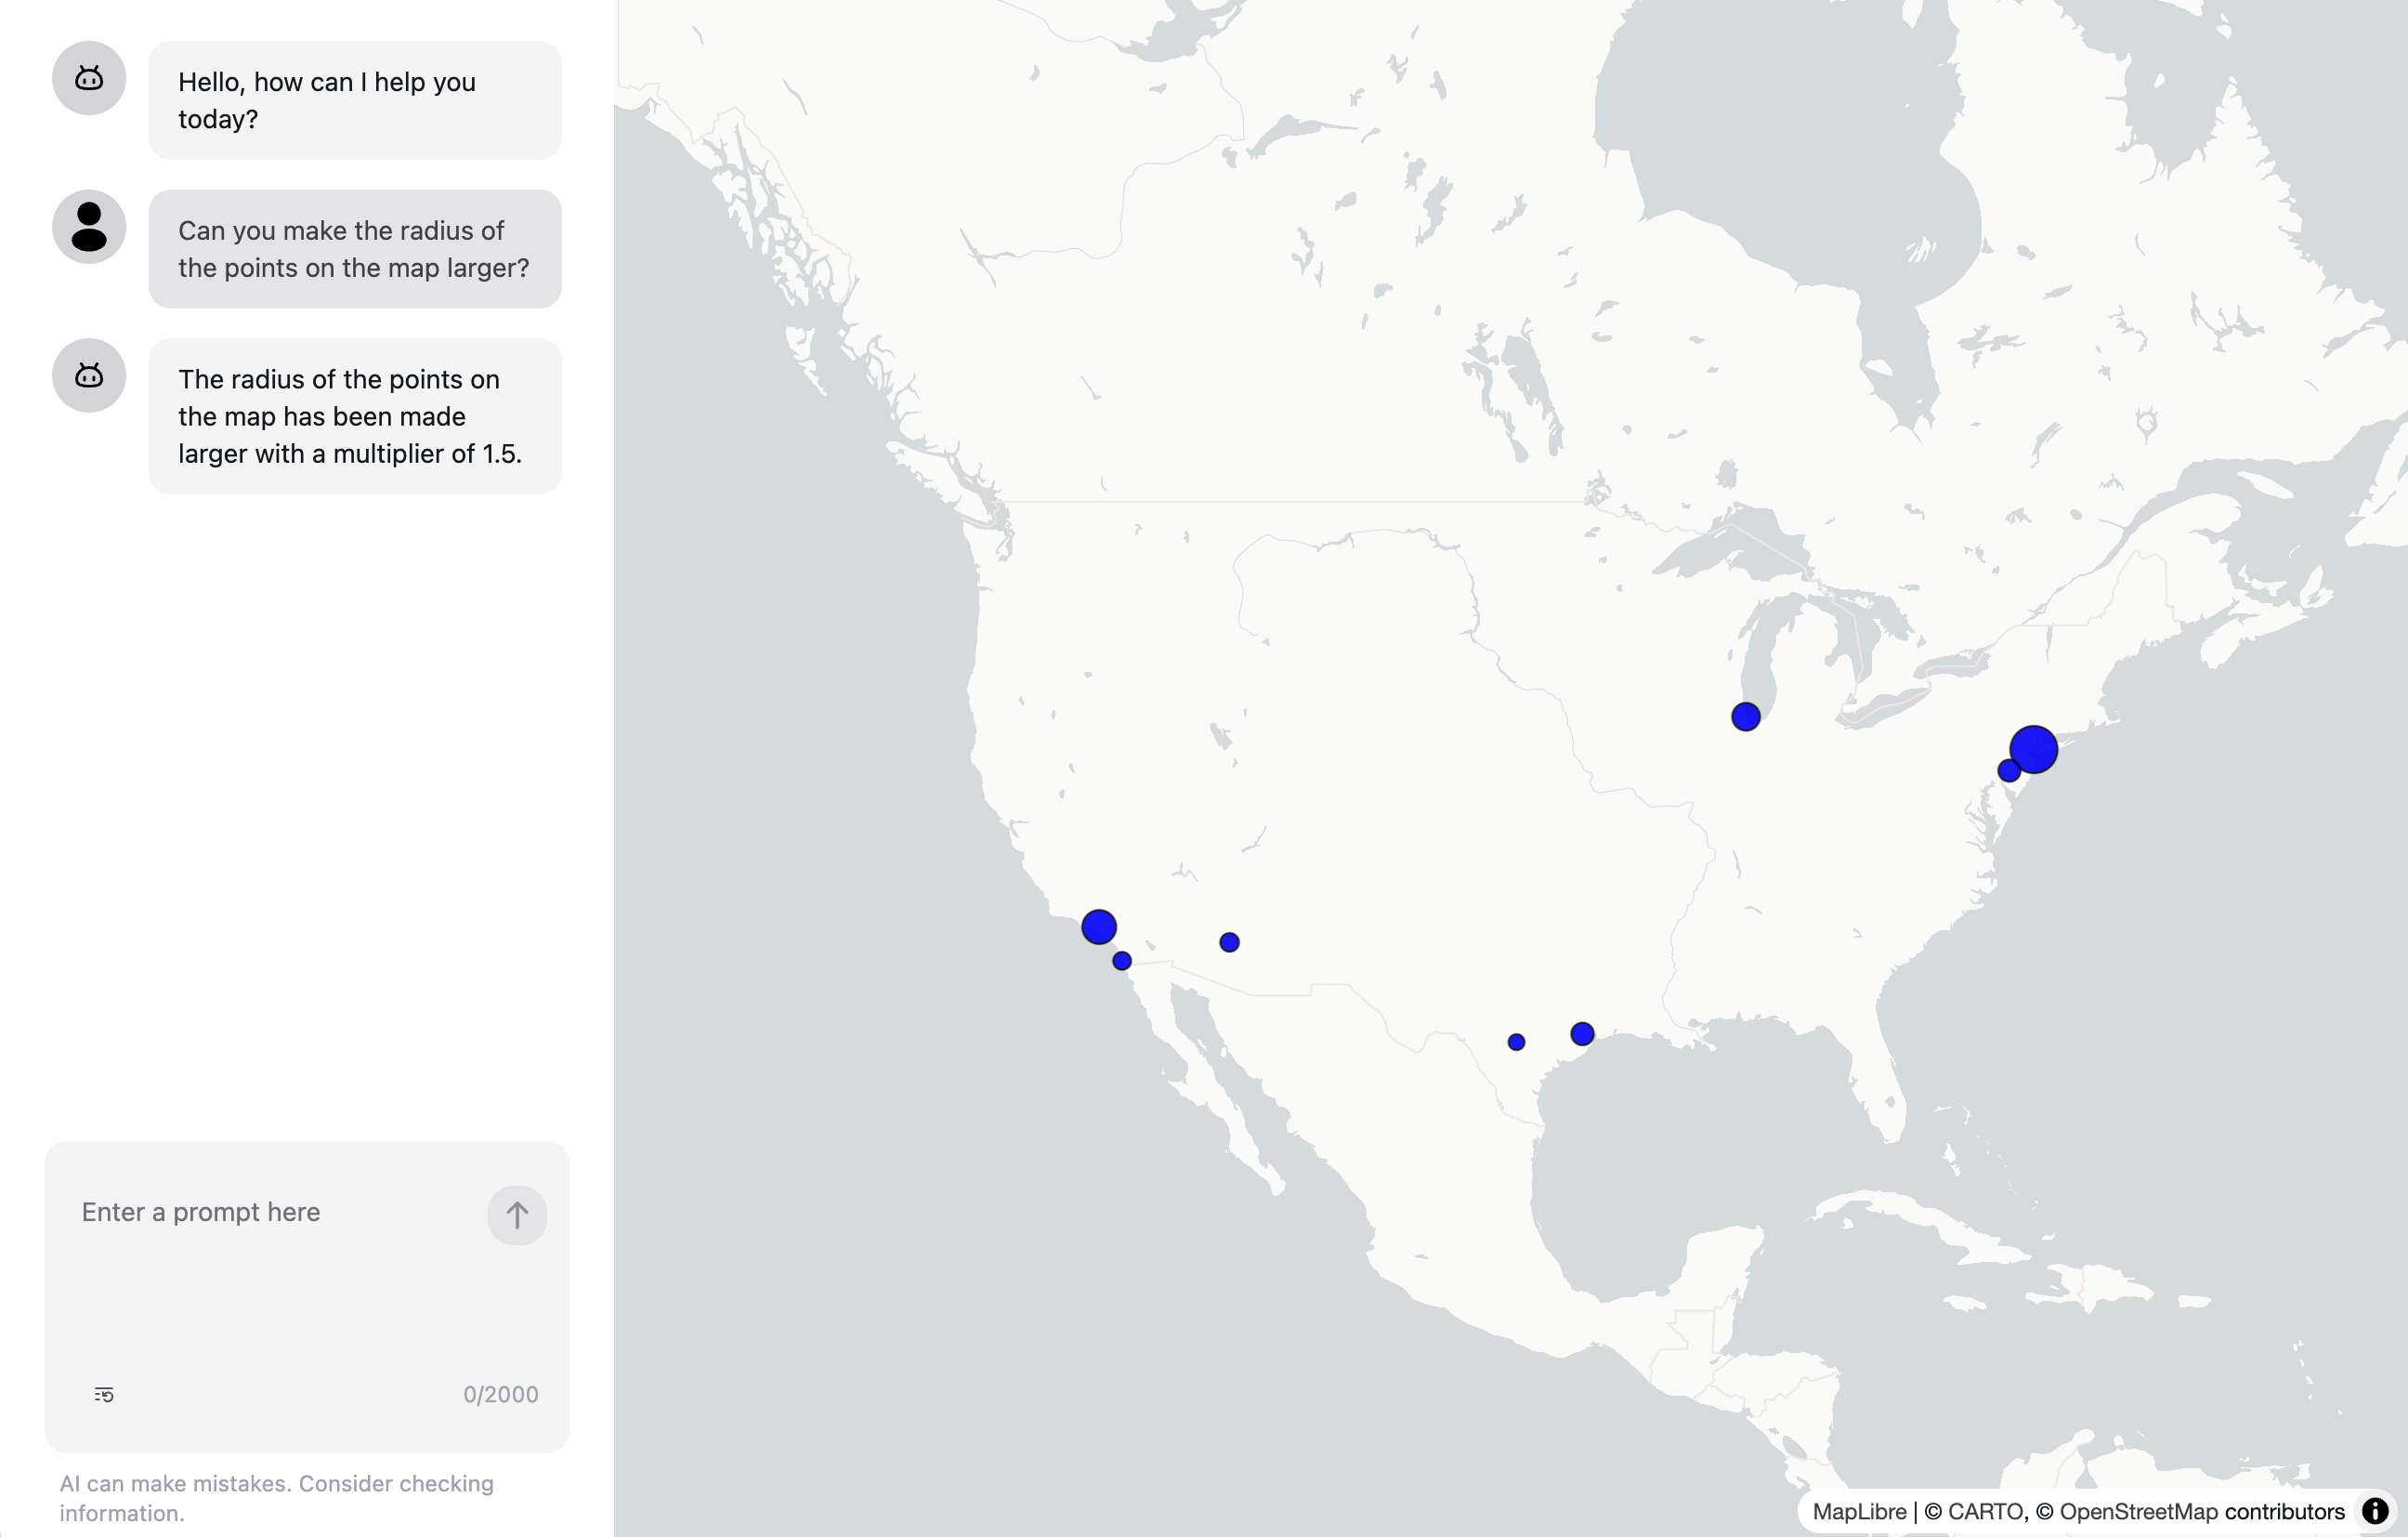 Hello, how can I help you
today?
Can you make the radius of
the points on the map larger?
The radius of the points on
the map has been made
larger with a multiplier of 1.5.
Enter a prompt here
0/2000
AI can make mistakes. Consider checking
information.
MapLibre | © CARTO, © OpenStreetMap contributors